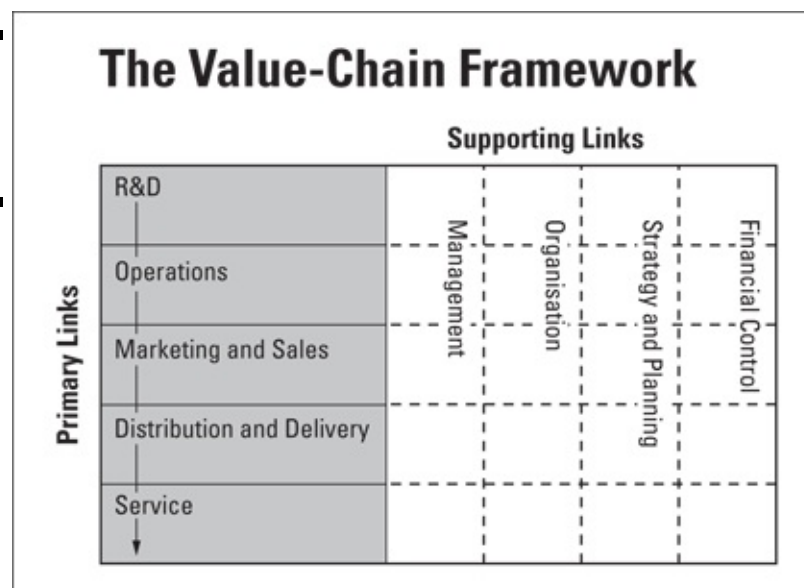 The Value-Chain Framework
Supporting Links
Primary Links
R&D
Operations
Marketing and Sales
Distribution and Delivery
Service
Management
Organisation
Strategy and Planning
Financial Control